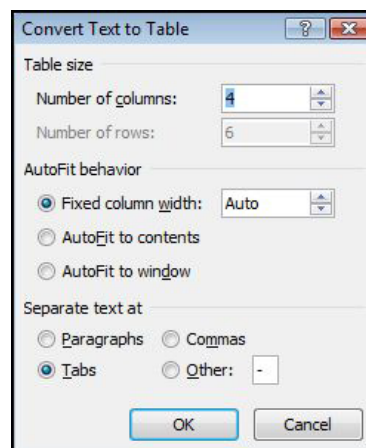 Convert Text to Table
Table size
Number of columns: 4
Number of rows: 6
AutoFit behavior
Fixed column width: Auto
AutoFit to contents
AutoFit to window
Separate text at
Paragraphs Commas
Tabs Other: -
OK Cancel